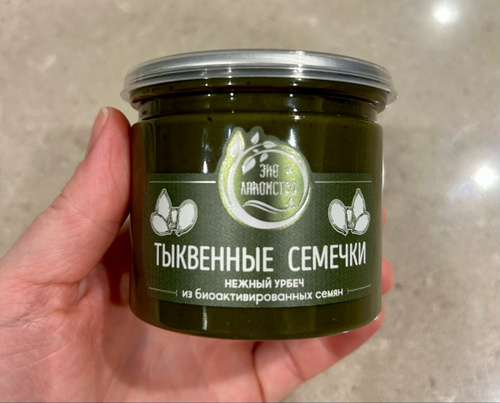 ЭКО
ЛАКОМСТВО
ТЫКВЕННЫЕ СЕМЕЧКИ
НЕЖНЫЙ УРБЕЧ
из биоактивированных семян